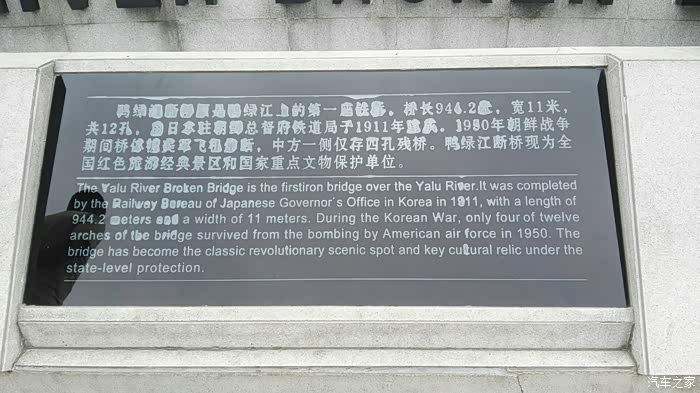 鸭绿江断桥原是鸭绿江上的第一座铁桥。桥长944.2米，宽11米，
共12孔，由日本驻朝鲜总督府铁道局于1911年建成。1950年朝鲜战争
期间桥体被美军飞机炸断，中方一侧仅存四孔残桥。鸭绿江断桥现为全
国红色旅游经典景区和国家重点文物保护单位。
The Yalu River Broken Bridge is the firstiron bridge over the Yalu River.It was completed
by the Railway Bureau of Japanese Governor's Office in Korea in 1911, with a length of
944.2 meters and a width of 11 meters. During the Korean War, only four of twelve
arches of the bridge survived from the bombing by American air force in 1950. The
bridge has become the classic revolutionary scenic spot and key cultural relic under the
state-level protection.
汽车之家